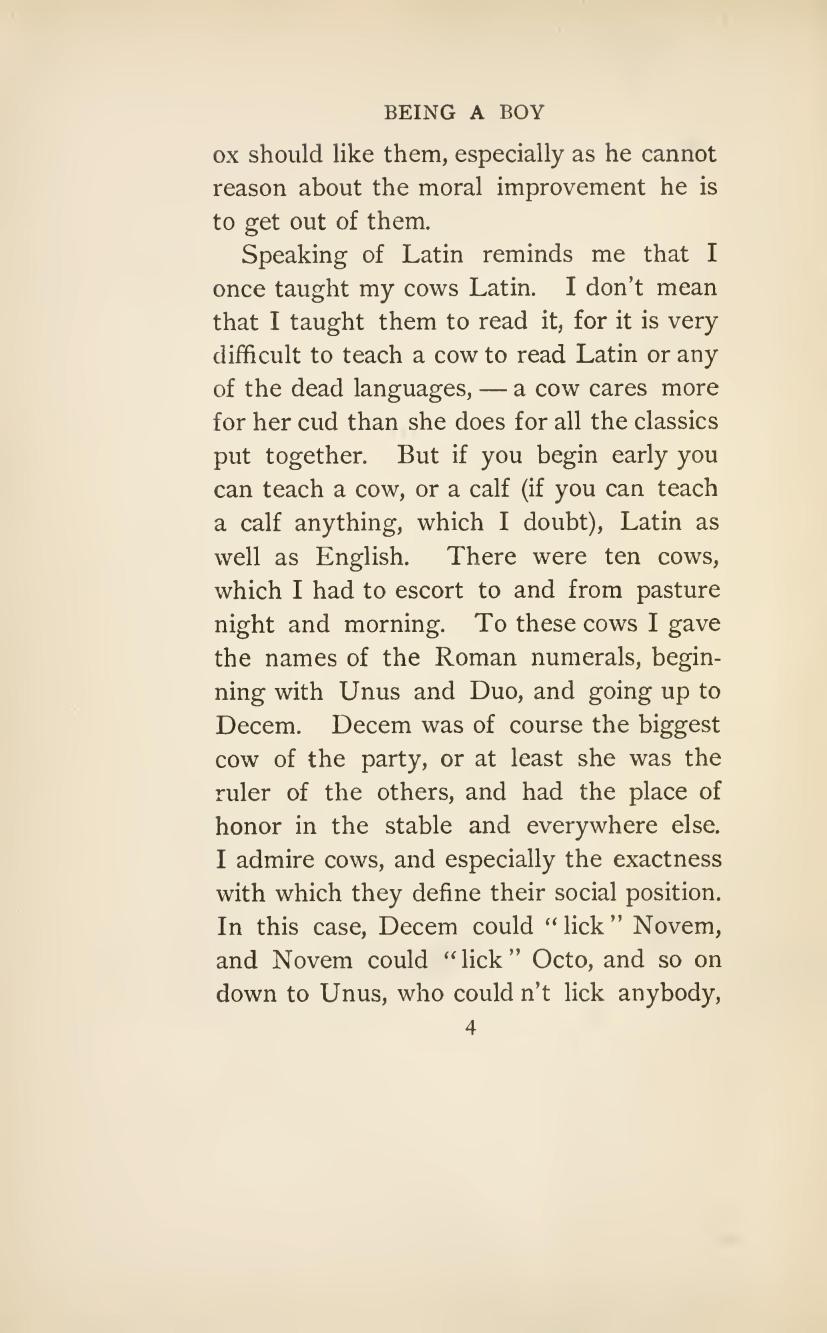 BEING A BOY
ox should like them, especially as he cannot
reason about the moral improvement he is
to get out of them.
Speaking of Latin reminds me that I
once taught my cows Latin. I don't mean
that I taught them to read it, for it is very
difficult to teach a cow to read Latin or any
of the dead languages, — a cow cares more
for her cud than she does for all the classics
put together. But if you begin early you
can teach a cow, or a calf (if you can teach
a calf anything, which I doubt), Latin as
well as English. There were ten cows,
which I had to escort to and from pasture
night and morning. To these cows I gave
the names of the Roman numerals, begin-
ning with Unus and Duo, and going up to
Decem. Decem was of course the biggest
cow of the party, or at least she was the
ruler of the others, and had the place of
honor in the stable and everywhere else.
I admire cows, and especially the exactness
with which they define their social position.
In this case, Decem could “lick” Novem,
and Novem could “lick” Octo, and so on
down to Unus, who could n't lick anybody,
4